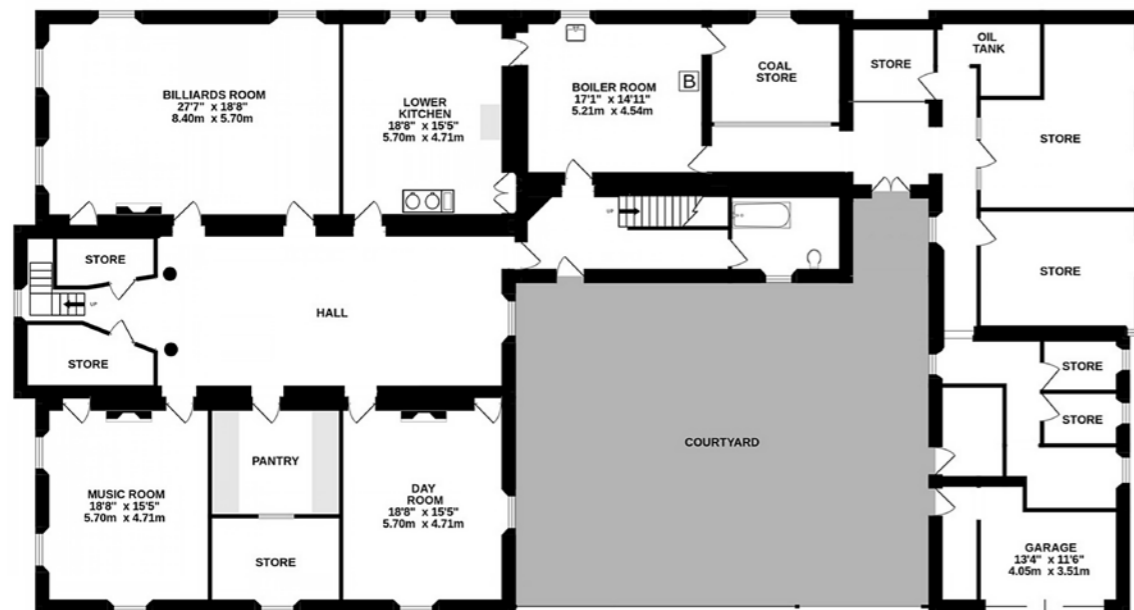 BILLIARDS ROOM
27'7" x 18'8"
8.40m x 5.70m
LOWER
KITCHEN
18'8" x 15'5"
5.70m x 4.71m
BOILER ROOM
17'1" x 14'11"
5.21m x 4.54m
B
COAL
STORE
STORE
OIL
TANK
STORE
STORE
UP
STORE
UP
STORE
HALL
STORE
STORE
COURTYARD
MUSIC ROOM
18'8" x 15'5"
5.70m x 4.71m
PANTRY
STORE
DAY
ROOM
18'8" x 15'5"
5.70m x 4.71m
GARAGE
13'4" x 11'6"
4.05m x 3.51m